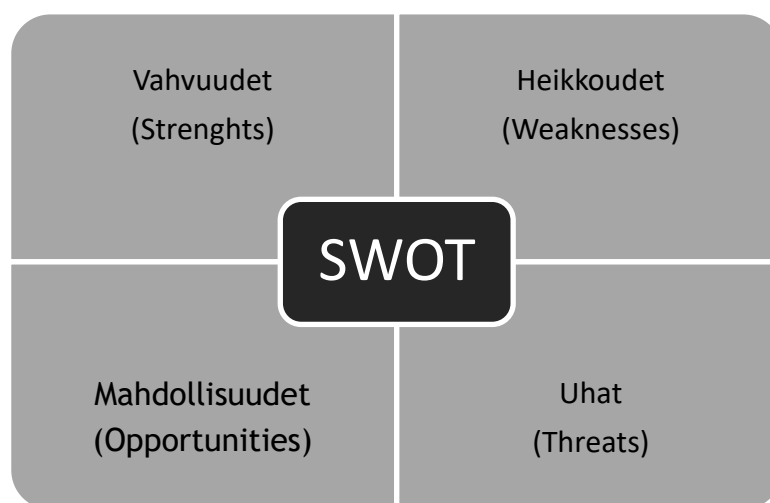 Vahvuudet
(Strenghts)
Heikkoudet
(Weaknesses)
SWOT
Mahdollisuudet
(Opportunities)
Uhat
(Threats)